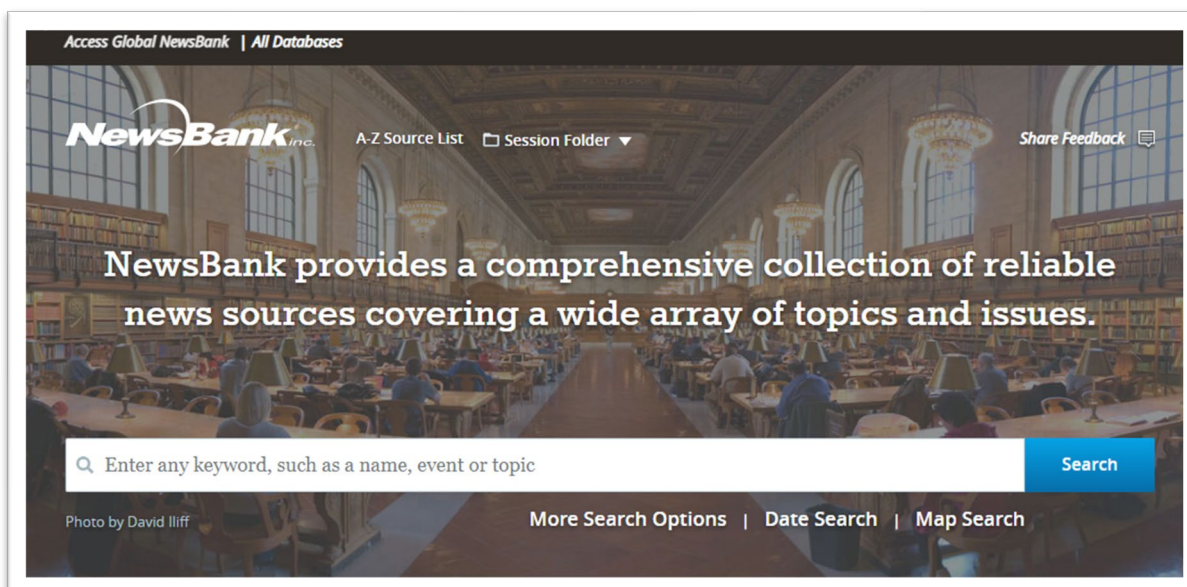 Access Global NewsBank | All Databases
NewsBank inc.
A-Z Source List
Session Folder ▼
Share Feedback
NewsBank provides a comprehensive collection of reliable
news sources covering a wide array of topics and issues.
Enter any keyword, such as a name, event or topic
Search
Photo by David Iliff
More Search Options | Date Search | Map Search